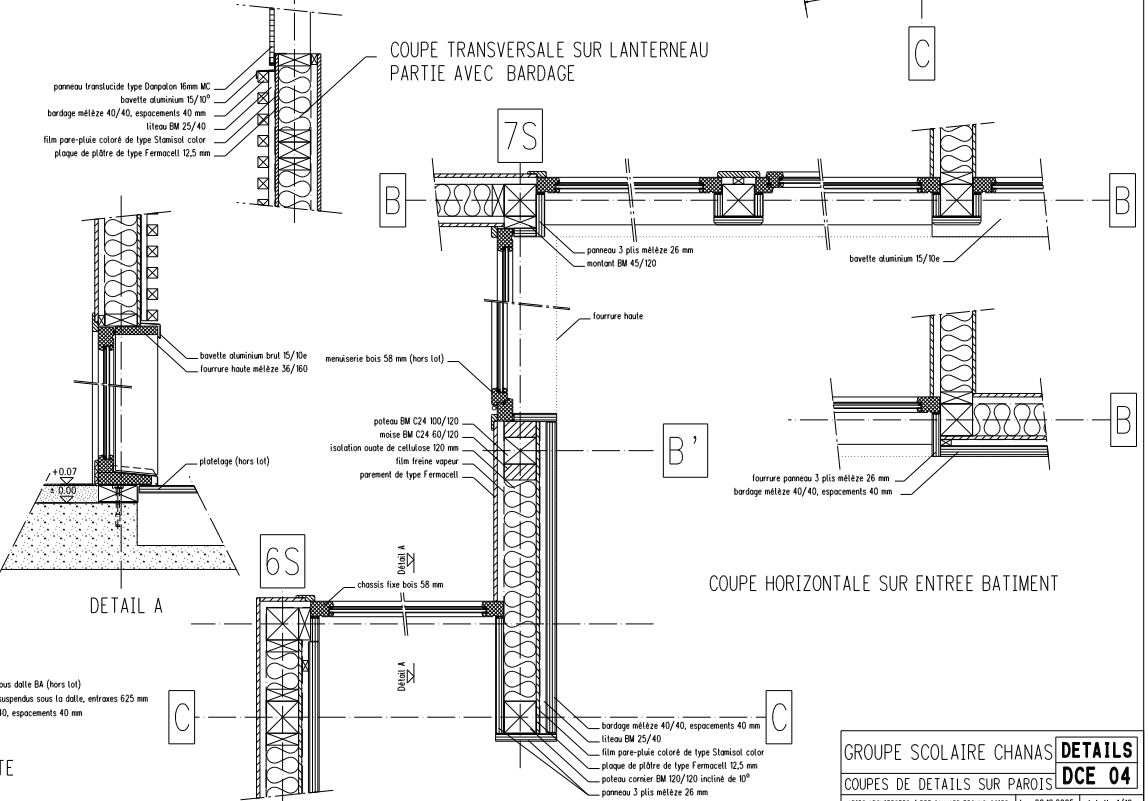 COUPE TRANSVERSALE SUR LANTERNEAU
PARTIE AVEC BARDAGE
panneau translucide type Danpalon 16mm MC
bavette aluminium 15/10°
bardage mélèze 40/40, espacements 40 mm
liteau BM 25/40
film pare-pluie coloré de type Stamisol color
plaque de plâtre de type Fermacell 12,5 mm
C
7S
B
B
panneau 3 plis mélèze 26 mm
montant BM 45/120
bavette aluminium 15/10e
fourrure haute
bavette aluminium brut 15/10e
fourrure haute mélèze 36/160
menuiserie bois 58 mm (hors lot)
poteau BM C24 100/120
moise BM C24 60/120
isolation ouate de cellulose 120 mm
film freine vapeur
parement de type Fermacell
B'
B
platelage (hors lot)
+0.07
± 0.00
fourrure panneau 3 plis mélèze 26 mm
bardage mélèze 40/40, espacements 40 mm
6S
Détail A
chassis fixe bois 58 mm
COUPE HORIZONTALE SUR ENTREE BATIMENT
DETAIL A
Détail A
ous dalle BA (hors lot)
suspendus sous la dalle, entraxes 625 mm
40, espacements 40 mm
C
C
bardage mélèze 40/40, espacements 40 mm
liteau BM 25/40
film pare-pluie coloré de type Stamisol color
plaque de plâtre de type Fermacell 12,5 mm
poteau cornier BM 120/120 incliné de 10°
panneau 3 plis mélèze 26 mm
TE
GROUPE SCOLAIRE CHANAS
DETAILS
COUPES DE DETAILS SUR PAROIS
DCE 04